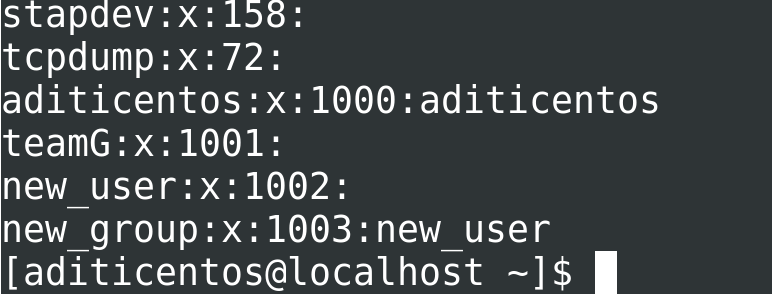 stapdev:x:158:
tcpdump:x:72:
aditicentos:x:1000:aditicentos
teamG:x:1001:
new_user:x:1002:
new_group:x:1003:new_user
[aditicentos@localhost ~]$